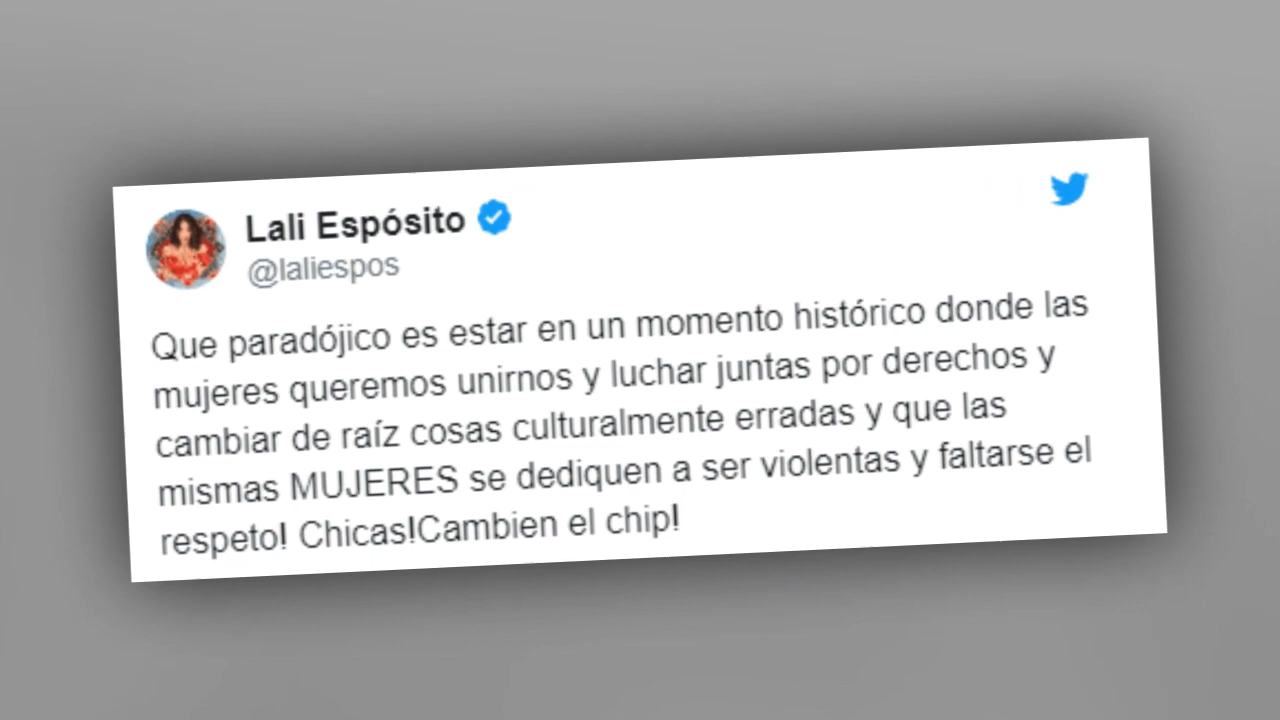 Lali Espósito
@laliespos
Que paradójico es estar en un momento histórico donde las
mujeres queremos unirnos y luchar juntas por derechos y
cambiar de raíz cosas culturalmente erradas y que las
mismas MUJERES se dediquen a ser violentas y faltarse el
respeto! Chicas!Cambien el chip!